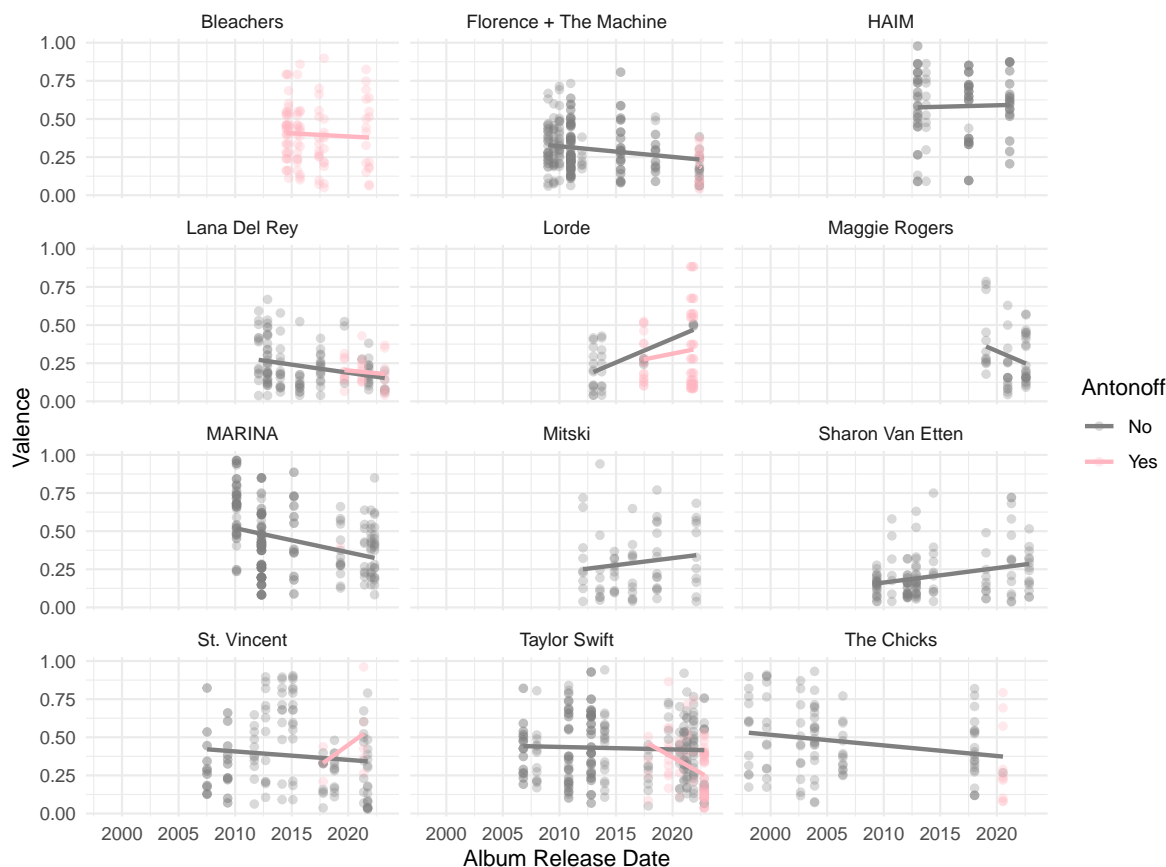 Bleachers Florence + The Machine HAIM
1.00
0.75
0.50
0.25
0.00
Lana Del Rey Lorde Maggie Rogers
1.00
0.75
0.50
0.25
0.00
MARINA Mitski Sharon Van Etten
1.00
0.75
0.50
0.25
0.00
St. Vincent Taylor Swift The Chicks
1.00
0.75
0.50
0.25
0.00
2000 2005 2010 2015 2020 2000 2005 2010 2015 2020 2000 2005 2010 2015 2020
Album Release Date
Valence
Antonoff
No
Yes